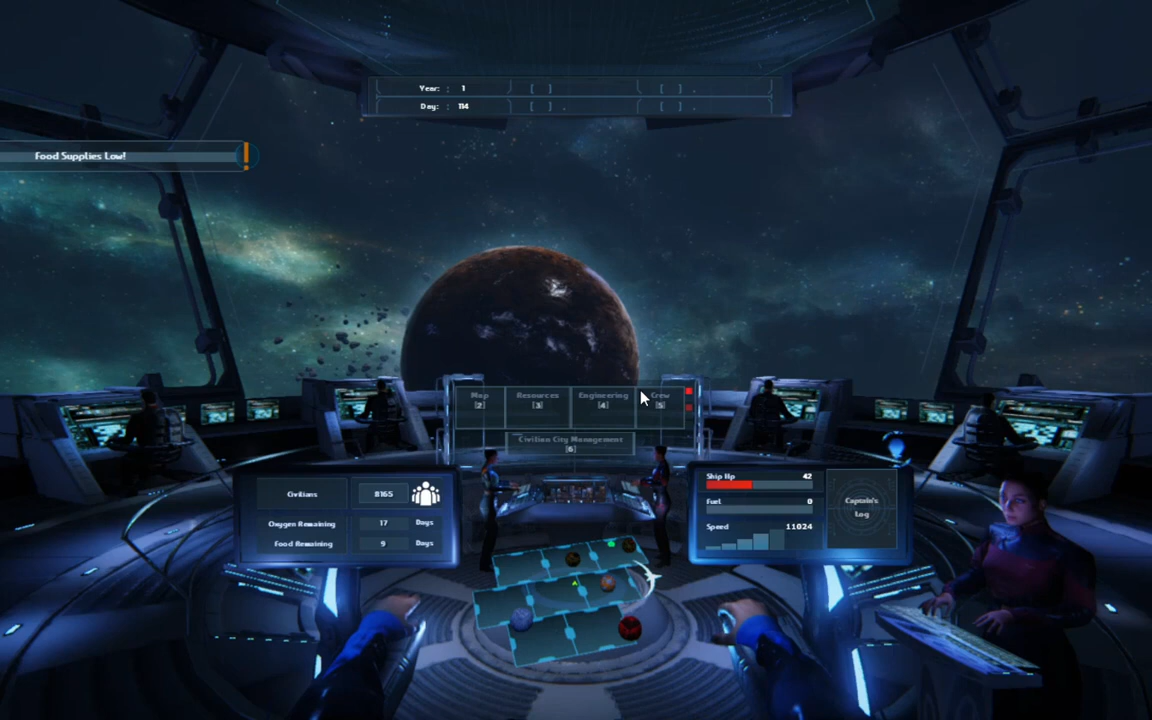 Year: : 1
Day: : 114
Food Supplies Low!
Map [2]
Resources [3]
Engineering [4]
Crew [5]
Civilian City Management [6]
Civilians 8165
Oxygen Remaining 17 Days
Food Remaining 9 Days
Ship Hp 42
Fuel 0
Speed 11024
Captain's Log